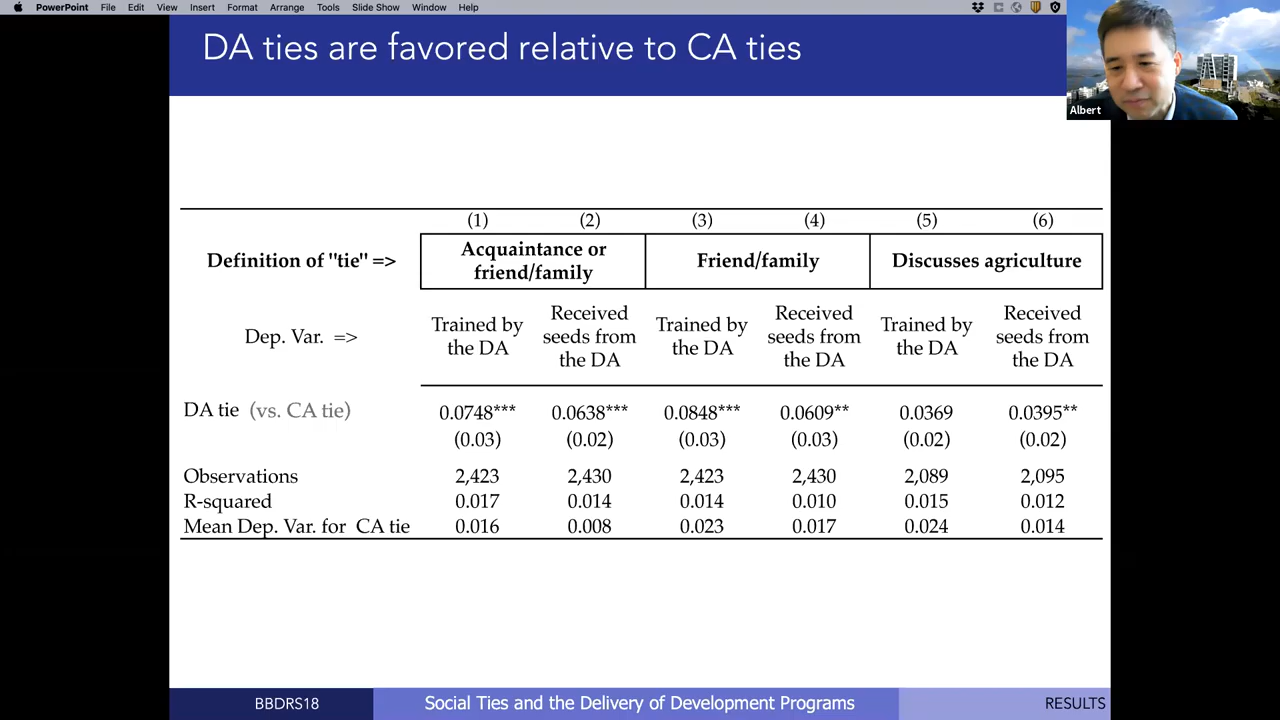 PowerPoint File Edit View Insert Format Arrange Tools Slide Show Window Help
DA ties are favored relative to CA ties
Albert
(1) (2) (3) (4) (5) (6)
Definition of "tie" => Acquaintance or friend/family Friend/family Discusses agriculture
Dep. Var. => Trained by the DA Received seeds from the DA Trained by the DA Received seeds from the DA Trained by the DA Received seeds from the DA
DA tie (vs. CA tie) 0.0748*** 0.0638*** 0.0848*** 0.0609** 0.0369 0.0395**
(0.03) (0.02) (0.03) (0.03) (0.02) (0.02)
Observations 2,423 2,430 2,423 2,430 2,089 2,095
R-squared 0.017 0.014 0.014 0.010 0.015 0.012
Mean Dep. Var. for CA tie 0.016 0.008 0.023 0.017 0.024 0.014
BBDRS18 Social Ties and the Delivery of Development Programs RESULTS